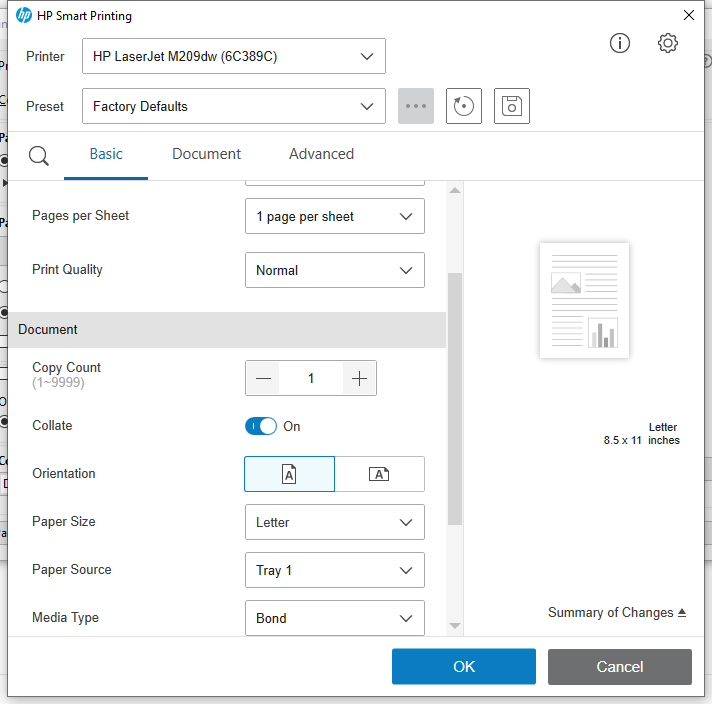 hp HP Smart Printing
Printer HP LaserJet M209dw (6C389C)
Preset Factory Defaults
Basic Document Advanced
Pages per Sheet 1 page per sheet
Print Quality Normal
Document
Copy Count
(1~9999)
1
Collate On
Orientation A A
Paper Size Letter
Paper Source Tray 1
Media Type Bond
Letter
8.5 x 11 inches
Summary of Changes
OK Cancel